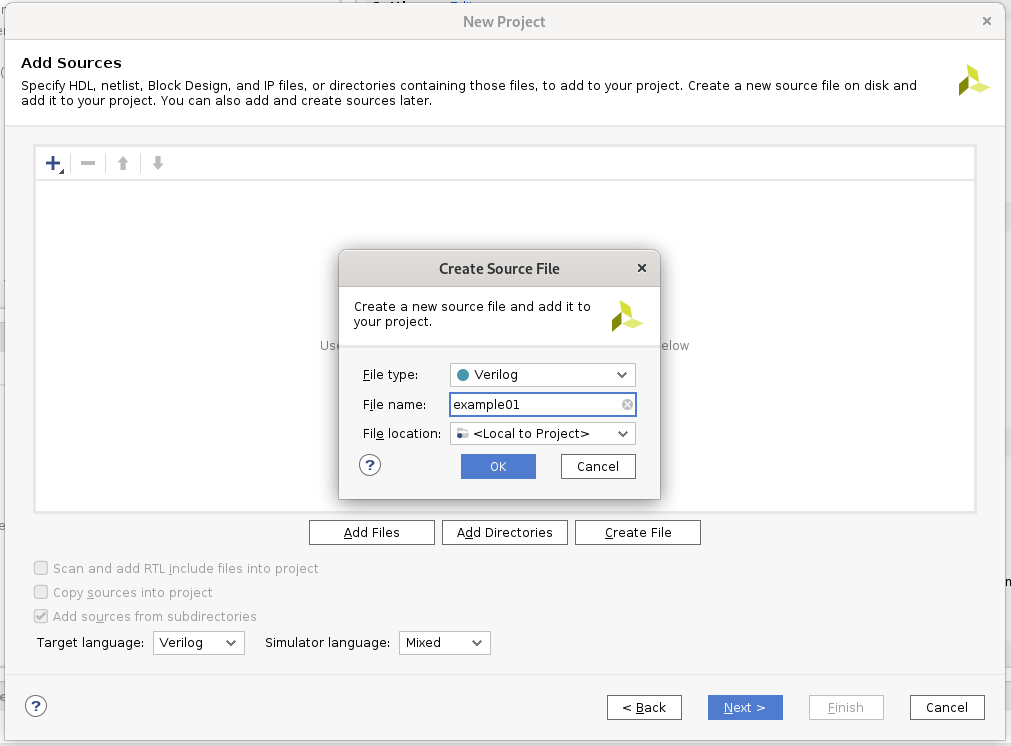 New Project
Add Sources
Specify HDL, netlist, Block Design, and IP files, or directories containing those files, to add to your project. Create a new source file on disk and
add it to your project. You can also add and create sources later.
Create Source File
Create a new source file and add it to
your project.
File type: Verilog
File name: example01
File location: <Local to Project>
? OK Cancel
Add Files Add Directories Create File
Scan and add RTL include files into project
Copy sources into project
Add sources from subdirectories
Target language: Verilog Simulator language: Mixed
? < Back Next > Finish Cancel